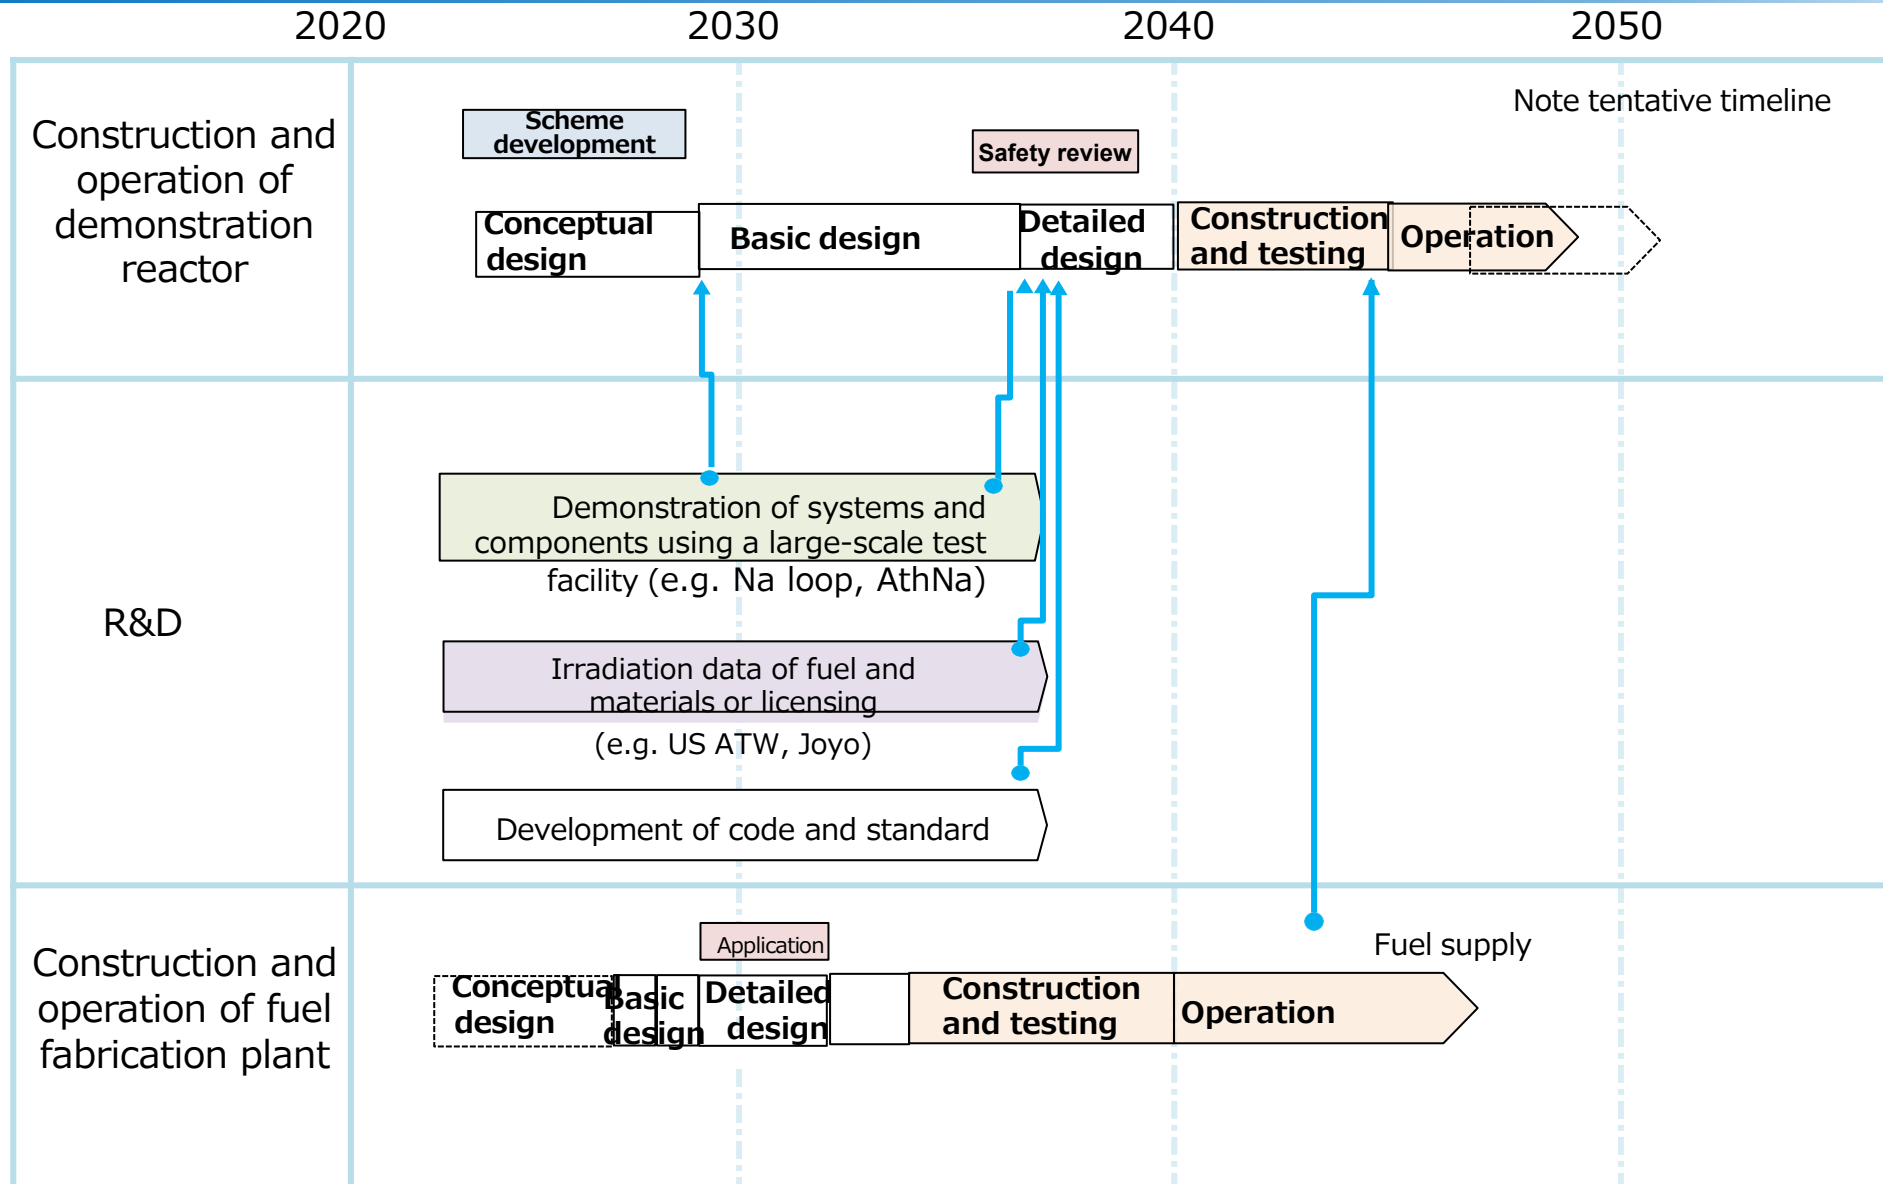 2020 2030 2040 2050
Note tentative timeline
Construction and
operation of
demonstration
reactor
Scheme
development
Safety review
Conceptual
design
Basic design
Detailed
design
Construction
and testing
Operation
R&D
Demonstration of systems and
components using a large-scale test
facility (e.g. Na loop, AthNa)
Irradiation data of fuel and
materials or licensing
(e.g. US ATW, Joyo)
Development of code and standard
Construction and
operation of fuel
fabrication plant
Application
Fuel supply
Conceptual
design
Basic
design
Detailed
design
Construction
and testing
Operation